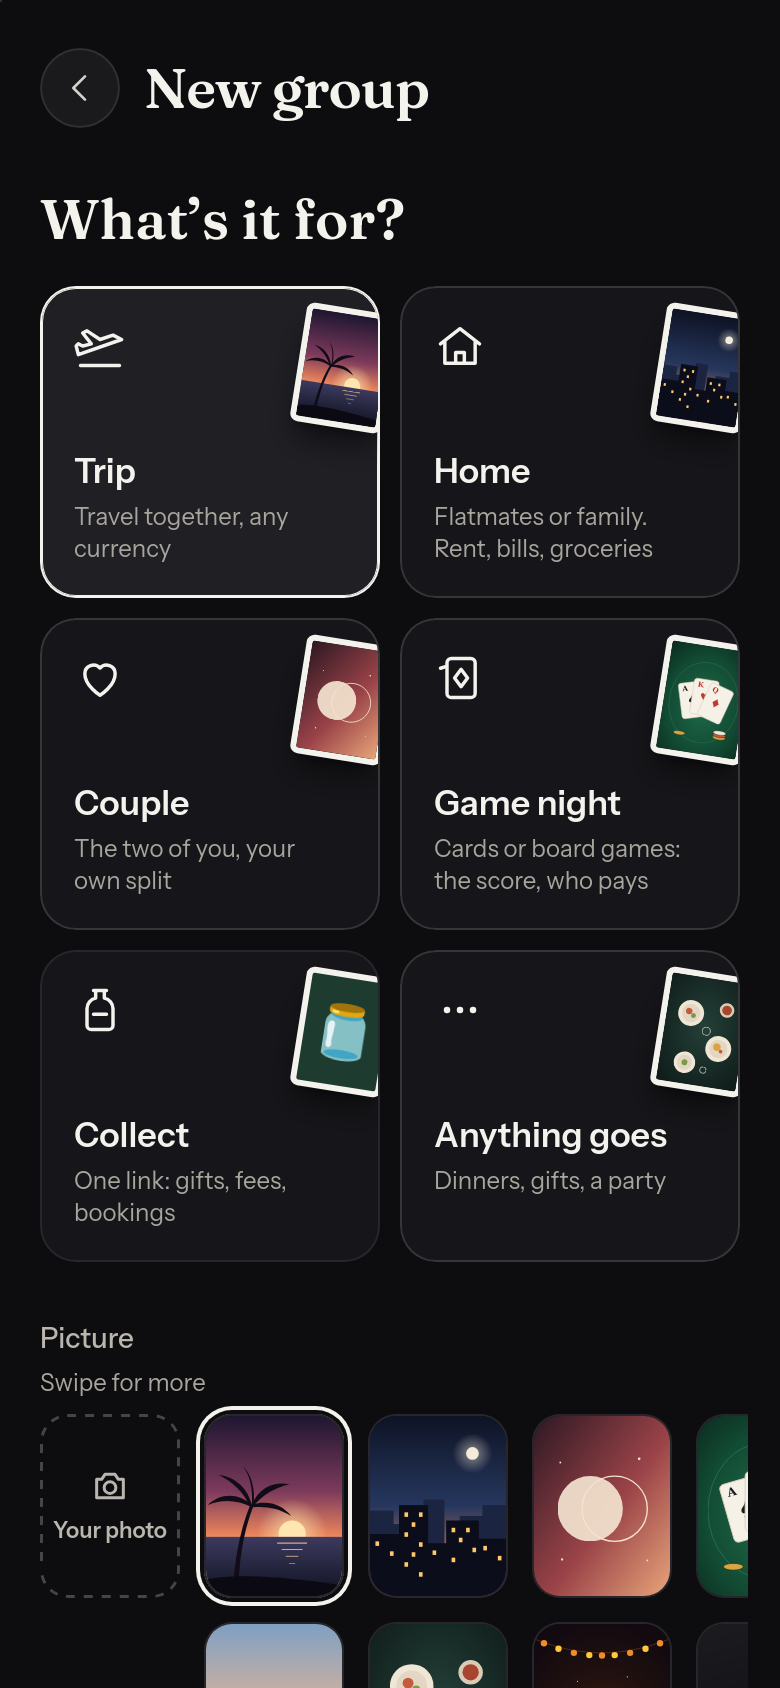 New group
What’s it for?
Trip
Travel together, any
currency
Home
Flatmates or family.
Rent, bills, groceries
Couple
The two of you, your
own split
A K Q
Game night
Cards or board games:
the score, who pays
Collect
One link: gifts, fees,
bookings
Anything goes
Dinners, gifts, a party
Picture
Swipe for more
Your photo
A